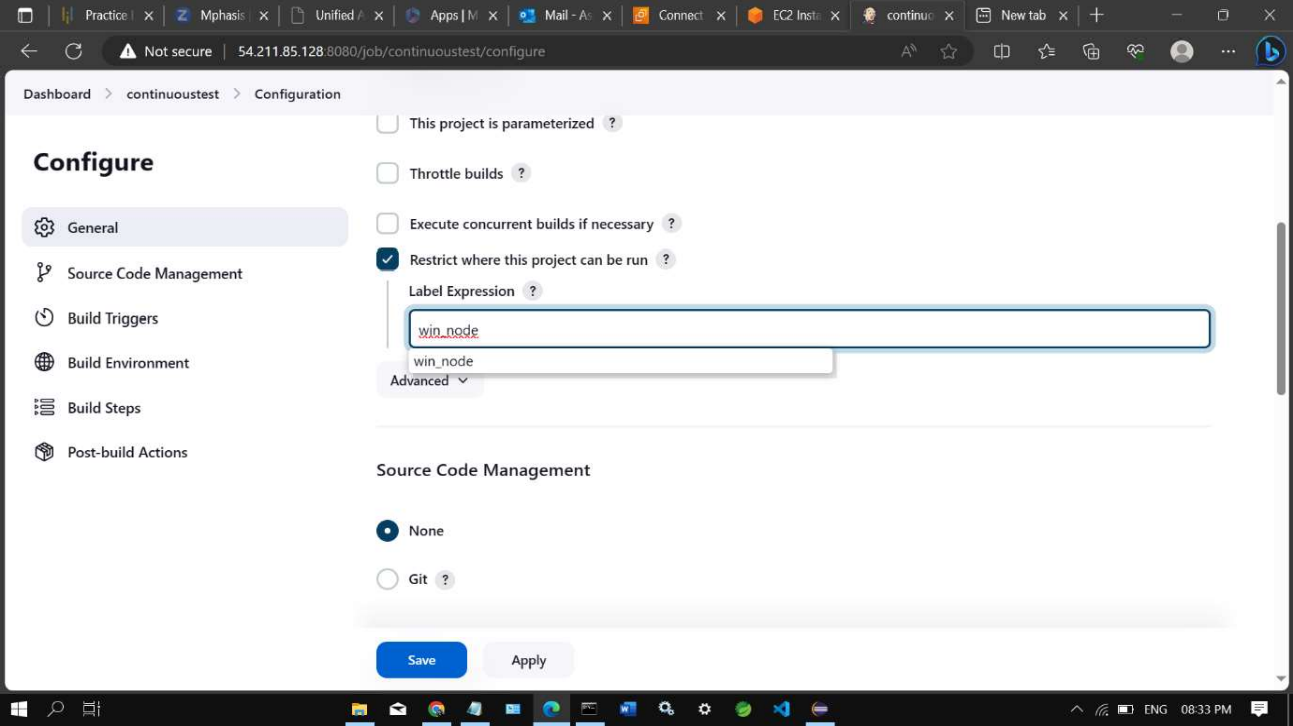 Practice
Mphasis
Unified A
Apps | M
Mail - As
Connect
EC2 Insta
continuo
New tab
Not secure | 54.211.85.128:8080/job/continuoustest/configure
Dashboard > continuoustest > Configuration
Configure
General
Source Code Management
Build Triggers
Build Environment
Build Steps
Post-build Actions
This project is parameterized ?
Throttle builds ?
Execute concurrent builds if necessary ?
Restrict where this project can be run ?
Label Expression ?
win_node
win_node
Advanced
Source Code Management
None
Git ?
Save
Apply
ENG 08:33 PM